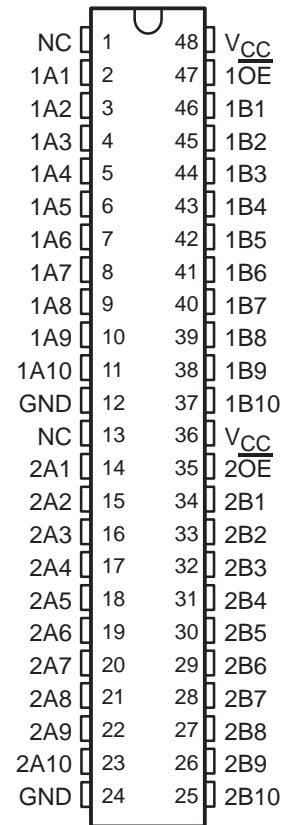 NC 1 48 VCC
1A1 2 47 1OE
1A2 3 46 1B1
1A3 4 45 1B2
1A4 5 44 1B3
1A5 6 43 1B4
1A6 7 42 1B5
1A7 8 41 1B6
1A8 9 40 1B7
1A9 10 39 1B8
1A10 11 38 1B9
GND 12 37 1B10
NC 13 36 VCC
2A1 14 35 2OE
2A2 15 34 2B1
2A3 16 33 2B2
2A4 17 32 2B3
2A5 18 31 2B4
2A6 19 30 2B5
2A7 20 29 2B6
2A8 21 28 2B7
2A9 22 27 2B8
2A10 23 26 2B9
GND 24 25 2B10